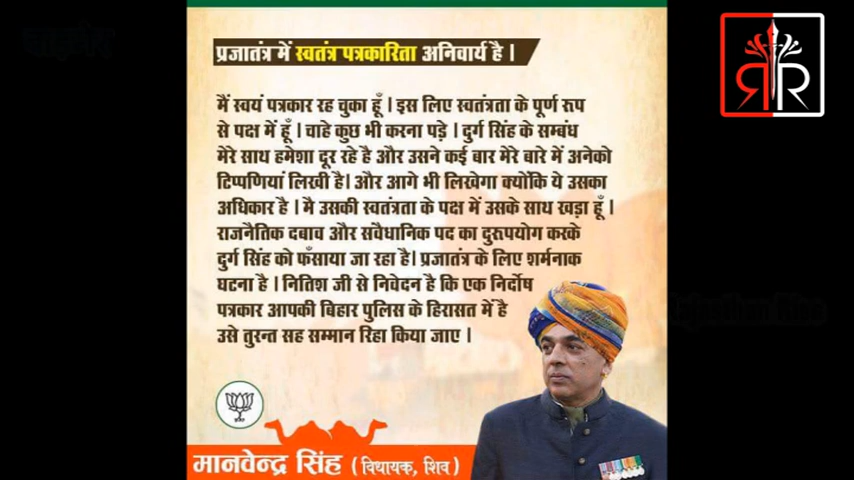 प्रजातंत्र में स्वतंत्र पत्रकारिता अनिवार्य है ।
मैं स्वयं पत्रकार रह चुका हूँ । इस लिए स्वतंत्रता के पूर्ण रूप
से पक्ष में हूँ । चाहे कुछ भी करना पड़े । दुर्ग सिंह के सम्बंध
मेरे साथ हमेशा दूर रहे है और उसने कई बार मेरे बारे में अनेको
टिप्पणियां लिखी है। और आगे भी लिखेगा क्योंकि ये उसका
अधिकार है । मै उसकी स्वतंत्रता के पक्ष में उसके साथ खड़ा हूँ ।
राजनैतिक दबाव और सवैधानिक पद का दुरूपयोग करके
दुर्ग सिंह को फँसाया जा रहा है। प्रजातंत्र के लिए शर्मनाक
घटना है । नितिश जी से निवेदन है कि एक निर्दोष
पत्रकार आपकी बिहार पुलिस के हिरासत में है
उसे तुरन्त सह सम्मान रिहा किया जाए ।
मानवेन्द्र सिंह (विधायक, शिव)